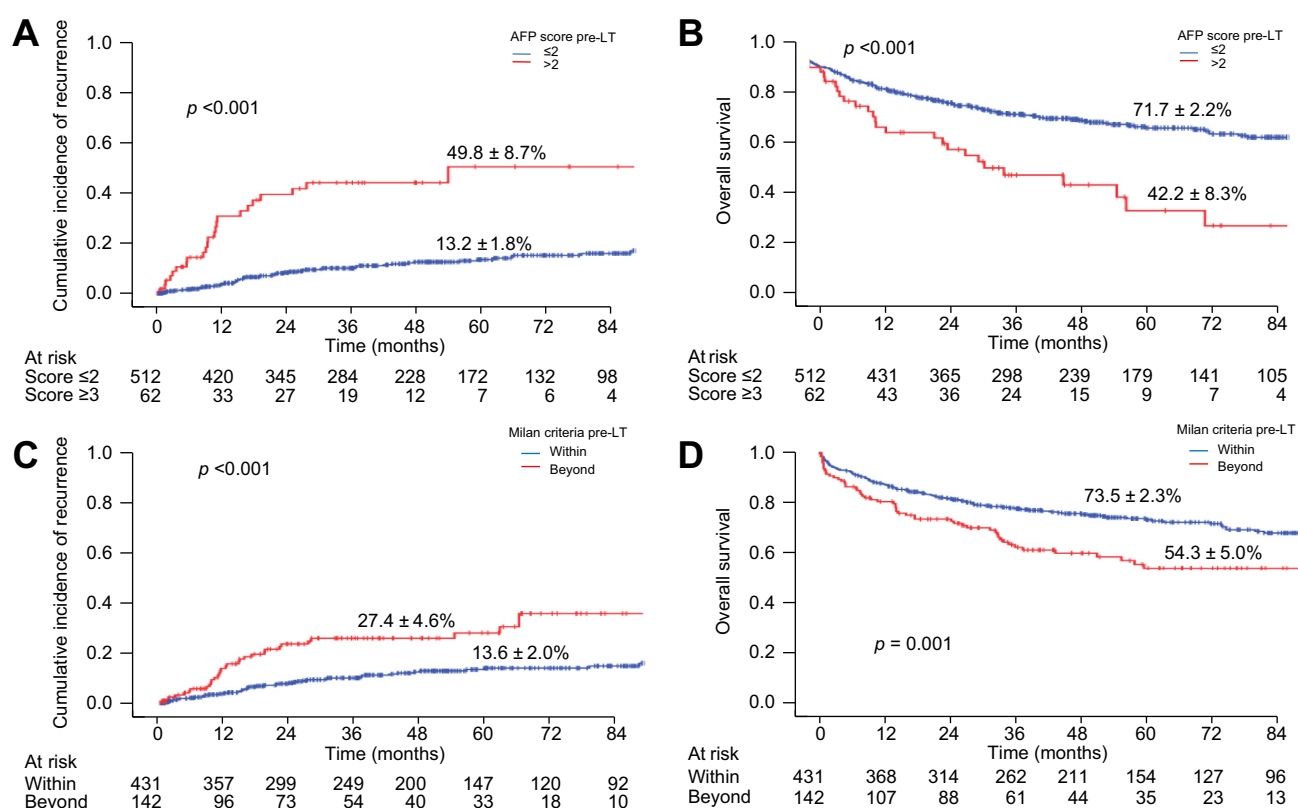 A
Cumulative incidence of recurrence
1.0
0.8
0.6
0.4
0.2
0.0
AFP score pre-LT
≤2
>2
p <0.001
49.8 ± 8.7%
13.2 ± 1.8%
0 12 24 36 48 60 72 84
Time (months)
At risk
Score ≤2 512 420 345 284 228 172 132 98
Score ≥3 62 33 27 19 12 7 6 4
B
Overall survival
1.0
0.8
0.6
0.4
0.2
0.0
AFP score pre-LT
≤2
>2
p <0.001
71.7 ± 2.2%
42.2 ± 8.3%
0 12 24 36 48 60 72 84
Time (months)
At risk
Score ≤2 512 431 365 298 239 179 141 105
Score ≥3 62 43 36 24 15 9 7 4
C
Cumulative incidence of recurrence
1.0
0.8
0.6
0.4
0.2
0.0
Milan criteria pre-LT
Within
Beyond
p <0.001
27.4 ± 4.6%
13.6 ± 2.0%
0 12 24 36 48 60 72 84
Time (months)
At risk
Within 431 357 299 249 200 147 120 92
Beyond 142 96 73 54 40 33 18 10
D
Overall survival
1.0
0.8
0.6
0.4
0.2
0.0
Milan criteria pre-LT
Within
Beyond
73.5 ± 2.3%
54.3 ± 5.0%
p = 0.001
0 12 24 36 48 60 72 84
Time (months)
At risk
Within 431 368 314 262 211 154 127 96
Beyond 142 107 88 61 44 35 23 13